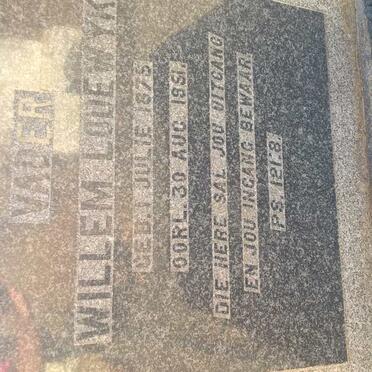 VADER
WILLEM LODEWYK
GEB. 1 JULIE 1875
OORL. 30 AUG 1951.
DIE HERE SAL JOU UITGANG
EN JOU INGANG BEWAAR.
PS. 121:8.